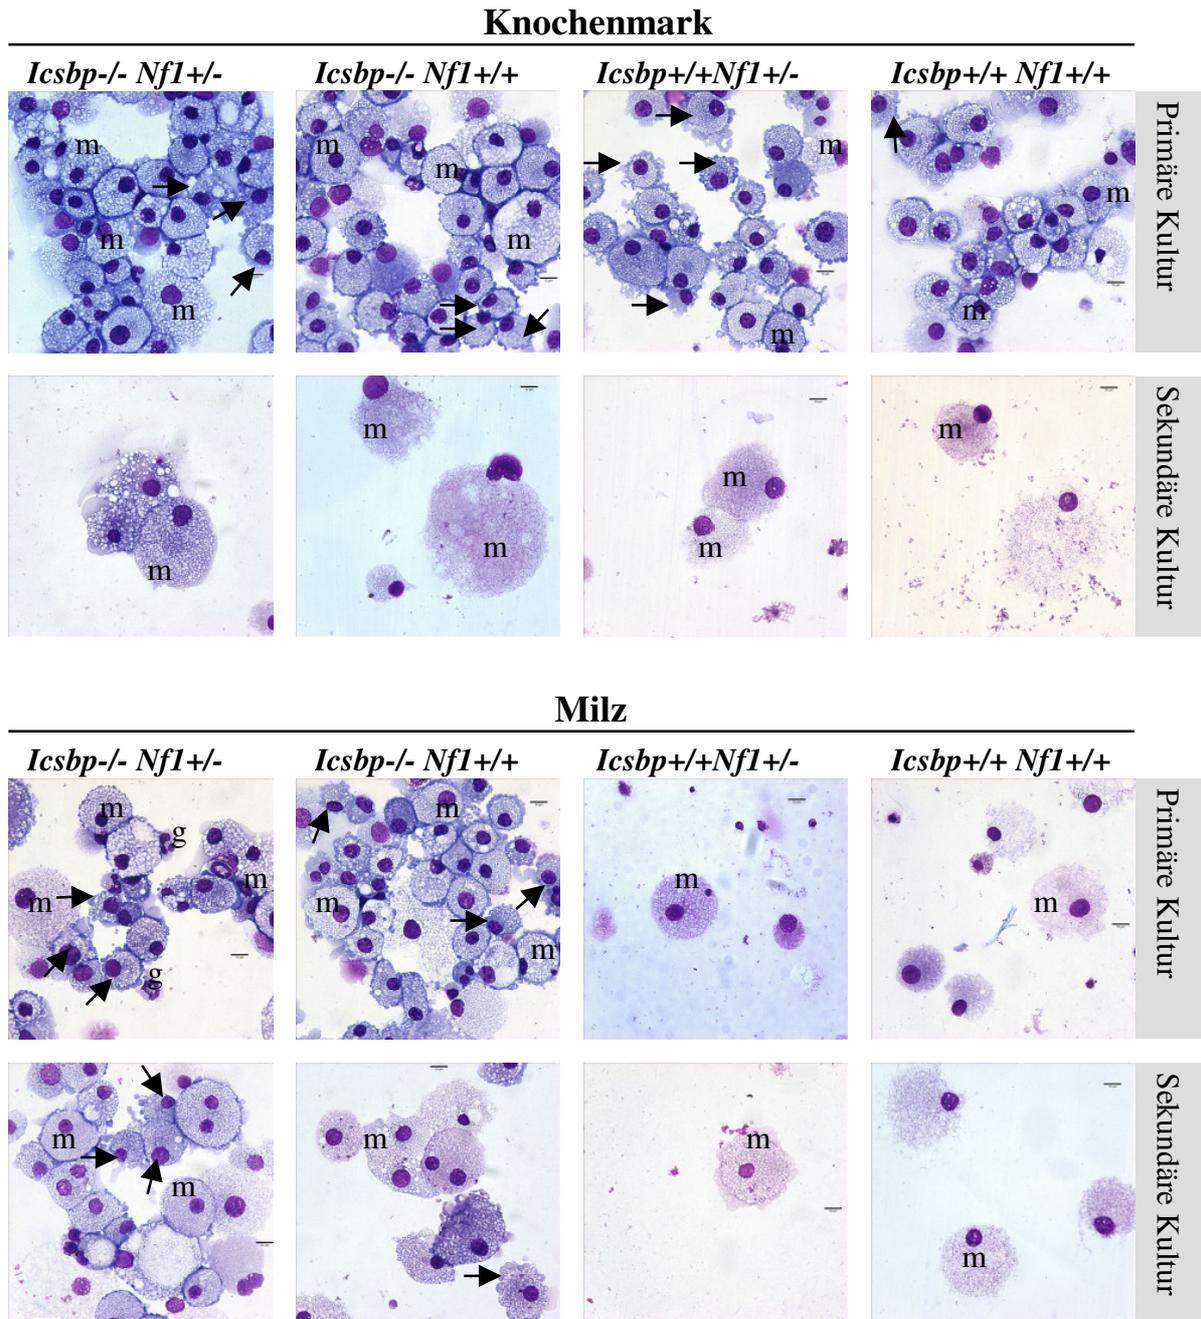 Knochenmark
Icsbp-/- Nf1+/- Icsbp-/- Nf1+/+ Icsbp+/+Nf1+/- Icsbp+/+ Nf1+/+
m m m m
m m m m m
m m m
Primäre Kultur
m m m m
m m m
Sekundäre Kultur
Milz
Icsbp-/- Nf1+/- Icsbp-/- Nf1+/+ Icsbp+/+Nf1+/- Icsbp+/+ Nf1+/+
m g m m
m m m m
g m
Primäre Kultur
m m m
m m
Sekundäre Kultur